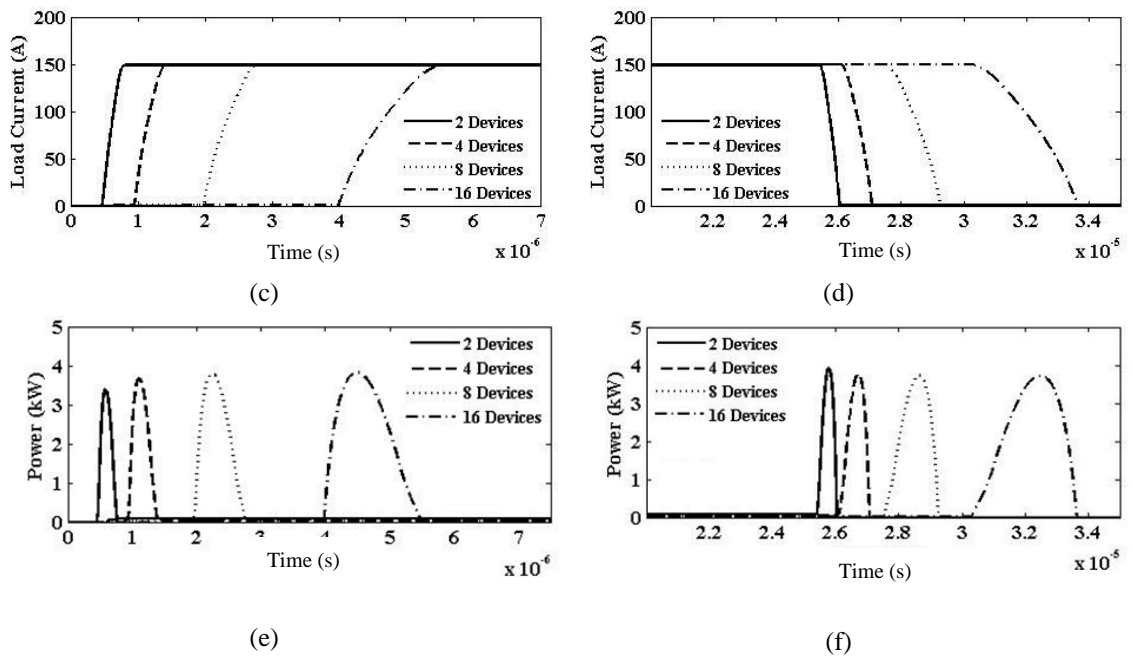 200
150
100
50
0
Load Current (A)
2 Devices
4 Devices
8 Devices
16 Devices
0 1 2 3 4 5 6 7
Time (s)
x 10-6
(c)
200
150
100
50
0
Load Current (A)
2 Devices
4 Devices
8 Devices
16 Devices
2.2 2.4 2.6 2.8 3 3.2 3.4
Time (s)
x 10-5
(d)
5
4
3
2
1
0
Power (kW)
2 Devices
4 Devices
8 Devices
16 Devices
0 1 2 3 4 5 6 7
Time (s)
x 10-6
(e)
5
4
3
2
1
0
Power (kW)
2 Devices
4 Devices
8 Devices
16 Devices
2.2 2.4 2.6 2.8 3 3.2 3.4
Time (s)
x 10-5
(f)